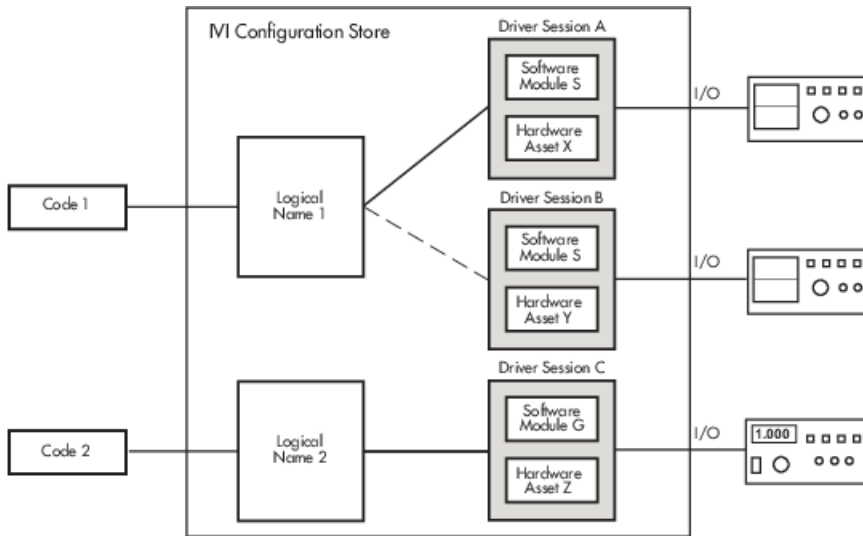 IVI Configuration Store
Driver Session A
Software
Module S
Hardware
Asset X
I/O
Code 1
Logical
Name 1
Driver Session B
Software
Module S
Hardware
Asset Y
I/O
Driver Session C
Software
Module G
Hardware
Asset Z
I/O
1.000
Code 2
Logical
Name 2